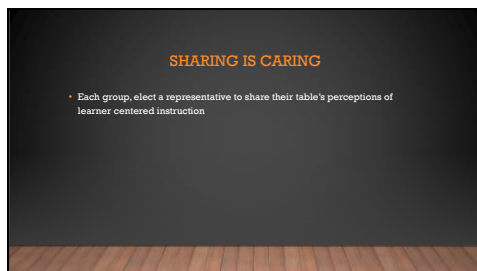 SHARING IS CARING
• Each group, elect a representative to share their table's perceptions of
learner centered instruction